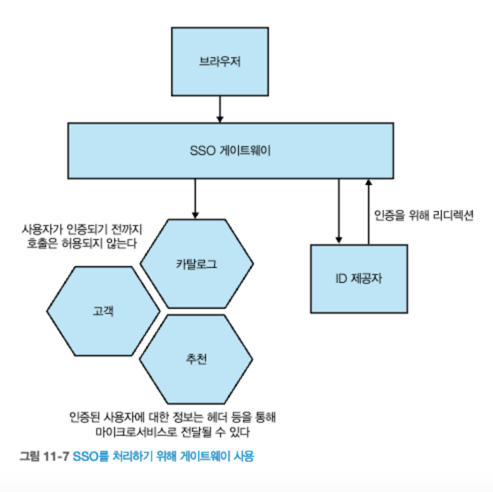 브라우저
SSO 게이트웨이
인증을 위해 리디렉션
사용자가 인증되기 전까지
호출은 허용되지 않는다
카탈로그
ID 제공자
고객
추천
인증된 사용자에 대한 정보는 헤더 등을 통해
마이크로서비스로 전달될 수 있다
그림 11-7 SSO를 처리하기 위해 게이트웨이 사용